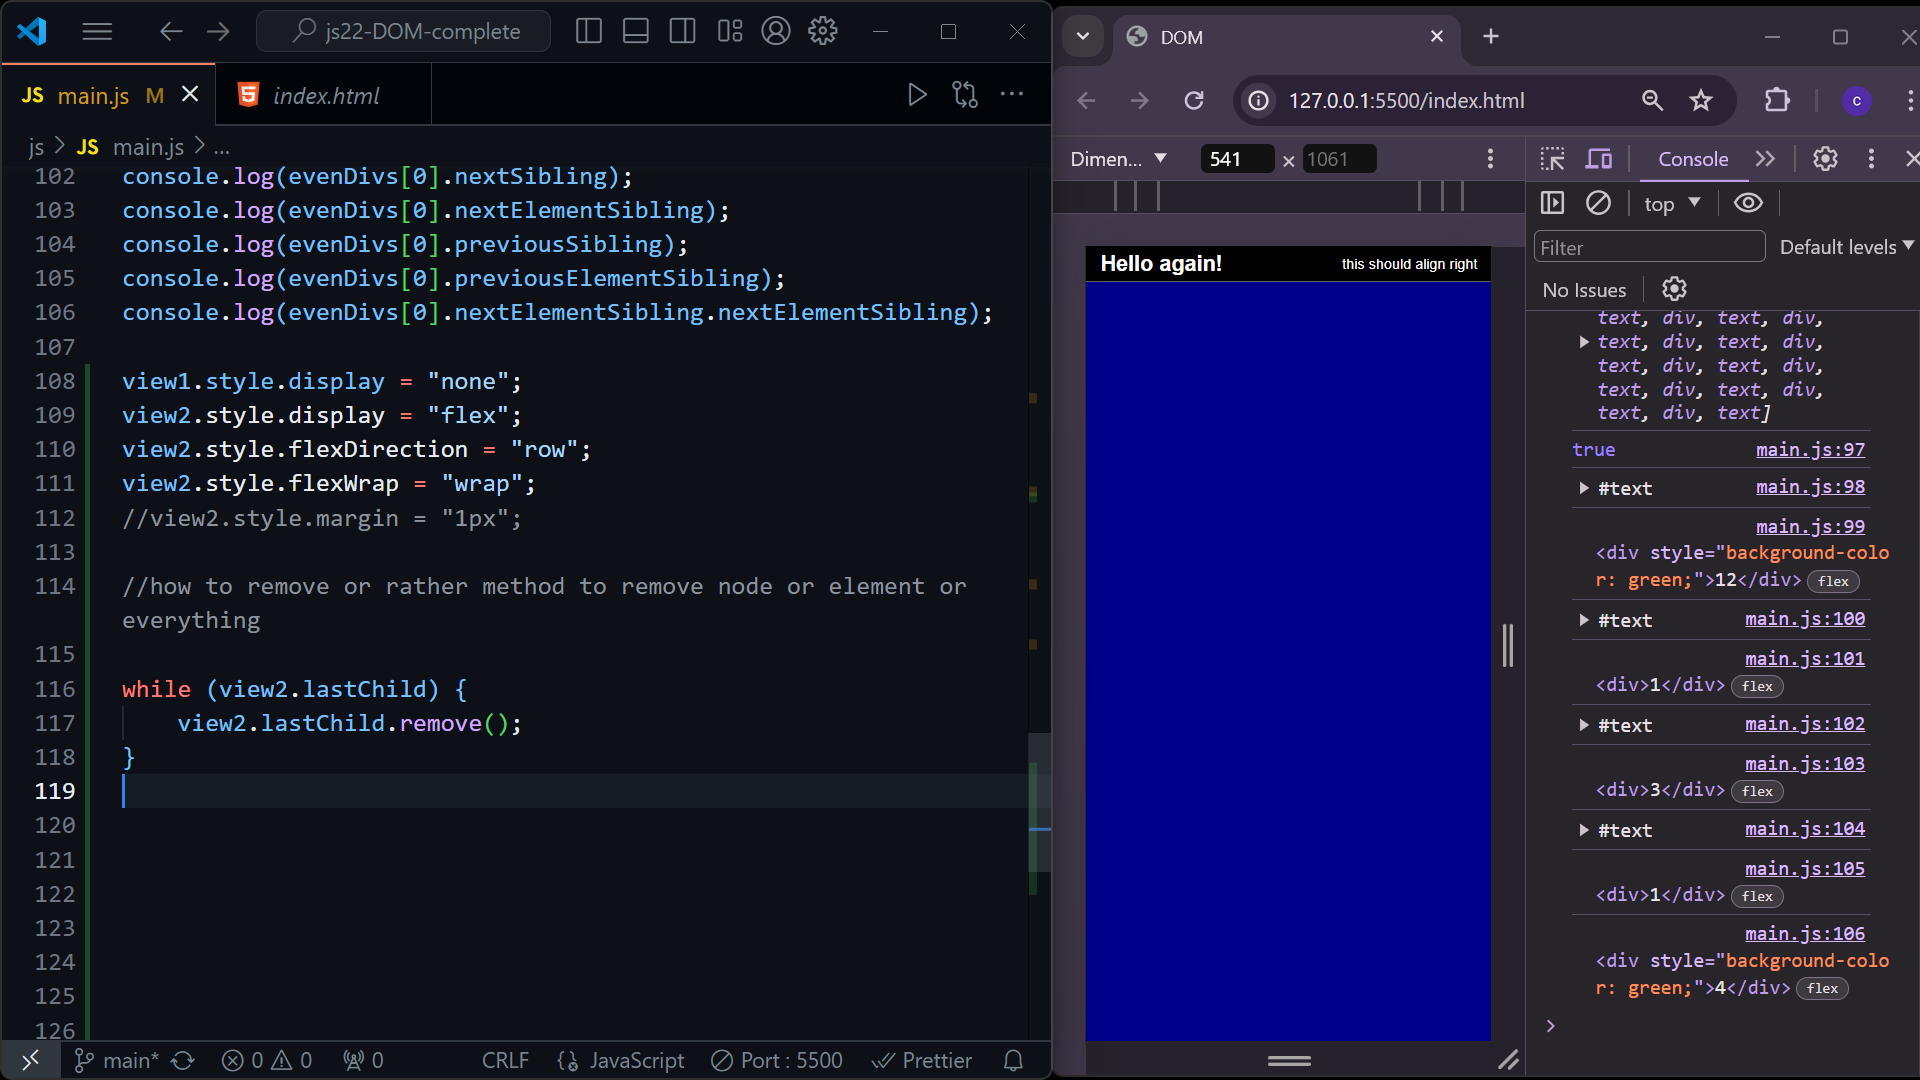 js22-DOM-complete
JS main.js M
index.html
js > JS main.js > ...
102 console.log(evenDivs[0].nextSibling);
103 console.log(evenDivs[0].nextElementSibling);
104 console.log(evenDivs[0].previousSibling);
105 console.log(evenDivs[0].previousElementSibling);
106 console.log(evenDivs[0].nextElementSibling.nextElementSibling);
107
108 view1.style.display = "none";
109 view2.style.display = "flex";
110 view2.style.flexDirection = "row";
111 view2.style.flexWrap = "wrap";
112 //view2.style.margin = "1px";
113
114 //how to remove or rather method to remove node or element or
everything
115
116 while (view2.lastChild) {
117 view2.lastChild.remove();
118 }
119
120
121
122
123
124
125
126
main* 0 0 0 CRLF {} JavaScript Port : 5500 Prettier
DOM
127.0.0.1:5500/index.html
c
Dimen... 541 × 1061
Hello again! this should align right
Console
top
Filter
Default levels
No Issues
text, div, text, div,
text, div, text, div,
text, div, text, div,
text, div, text, div,
text, div, text]
true main.js:97
#text main.js:98
main.js:99
<div style="background-colo
r: green;">12</div> flex
#text main.js:100
main.js:101
<div>1</div> flex
#text main.js:102
main.js:103
<div>3</div> flex
#text main.js:104
main.js:105
<div>1</div> flex
main.js:106
<div style="background-colo
r: green;">4</div> flex